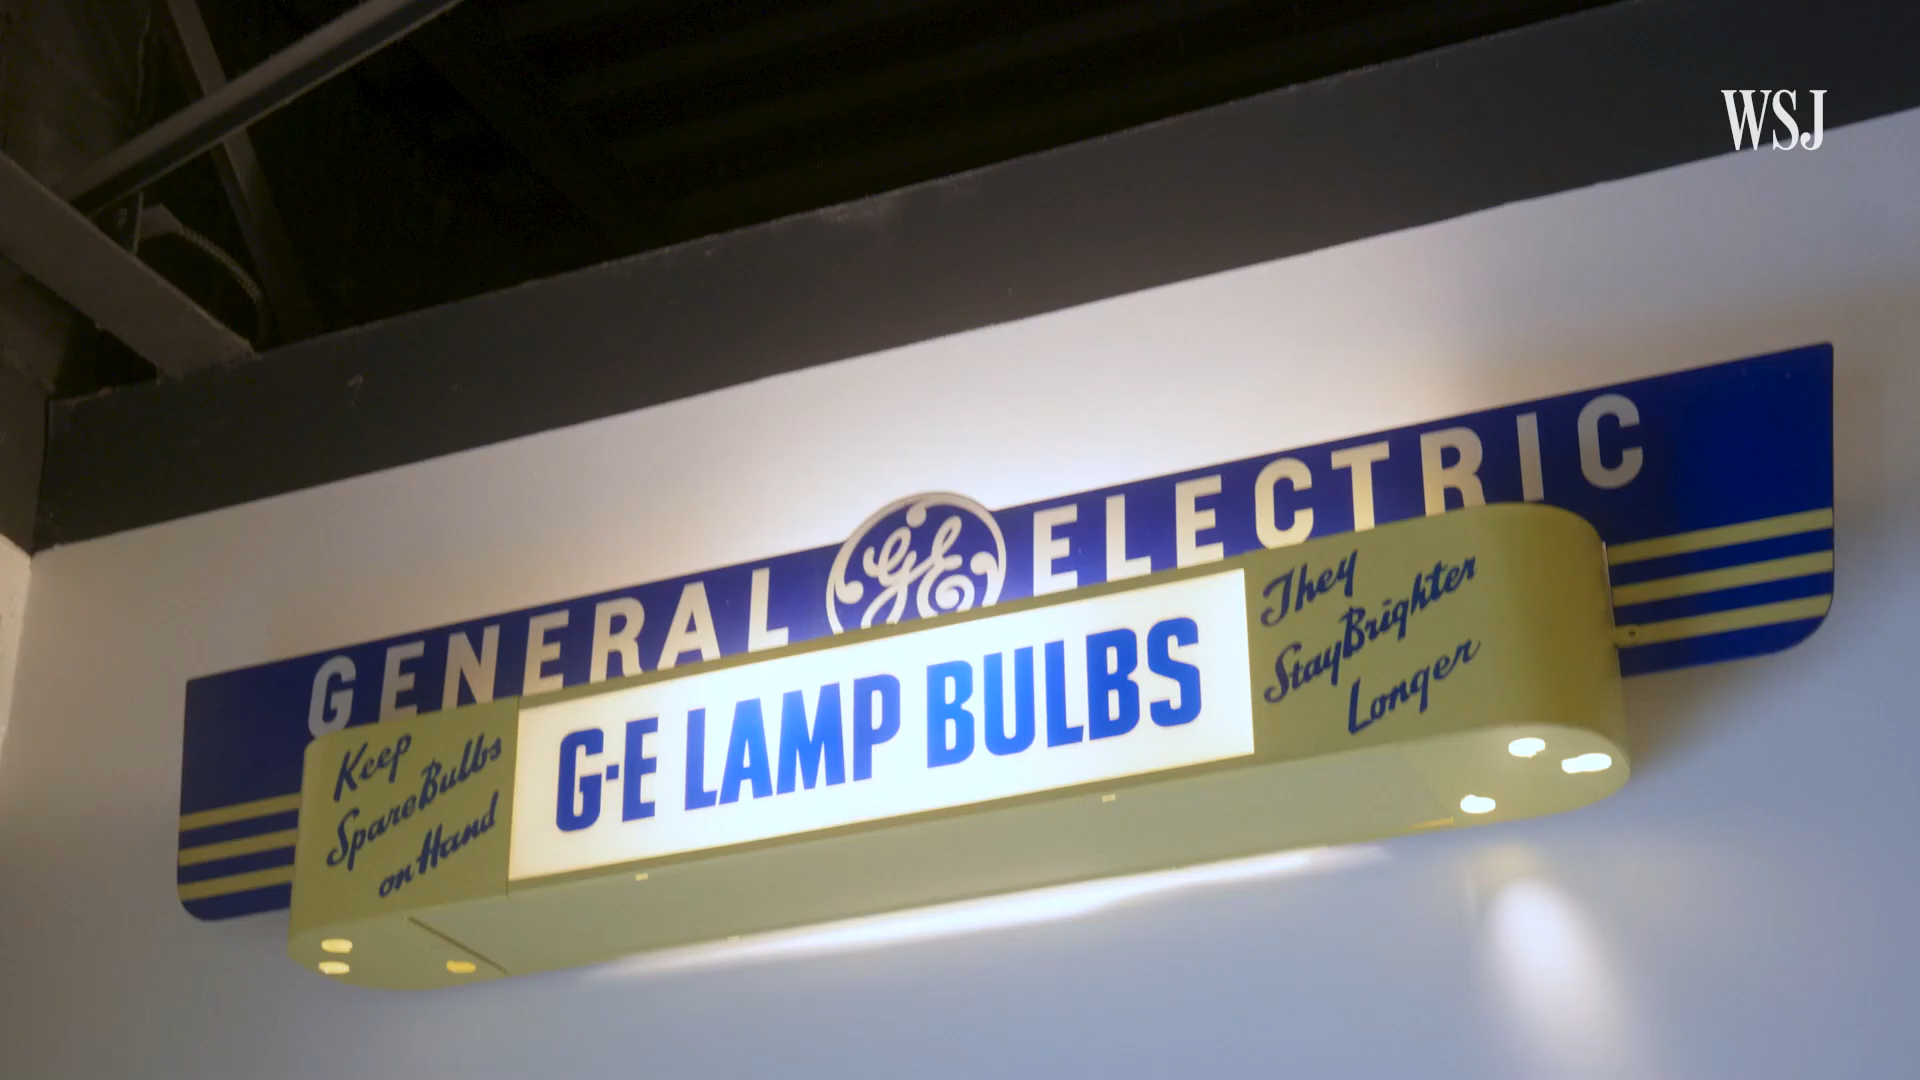 WSJ
GENERAL GE ELECTRIC
Keep
Spare Bulbs
on Hand
G-E LAMP BULBS
They
Stay Brighter
Longer